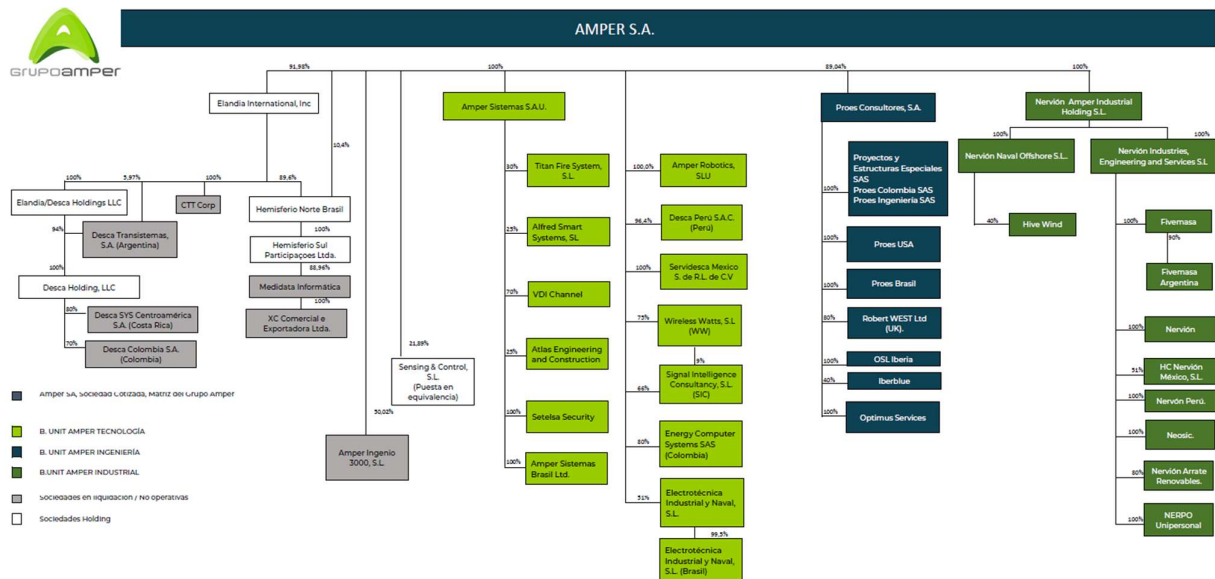 AMPER S.A.
GRUPOAMPER
91,98%
100%
89,04%
100%
Elandia International, Inc
Amper Sistemas S.A.U.
Proes Consultores, S.A.
Nervión Amper Industrial
Holding S.L.
10,4%
100%
5,97%
100%
89,6%
Elandia/Desca Holdings LLC
CTT Corp
Hemisferio Norte Brasil
94%
Desca Transistemas,
S.A. (Argentina)
100%
Hemisferio Sul
Participaçoes Ltda.
100%
Desca Holding, LLC
88,96%
Medidata Informática
80%
Desca SYS Centroamérica
S.A. (Costa Rica)
100%
XC Comercial e
Exportadora Ltda.
70%
Desca Colombia S.A.
(Colombia)
21,89%
Sensing & Control,
S.L.
(Puesta en
equivalencia)
50,02%
Amper Ingenio
3000, S.L.
Titan Fire System,
S.L.
25%
Alfred Smart
Systems, SL
70%
VDI Channel
25%
Atlas Engineering
and Construction
100%
Setelsa Security
100%
Amper Sistemas
Brasil Ltd.
100,0%
Amper Robotics,
SLU
96,4%
Desca Perú S.A.C.
(Perú)
100%
Servidesca Mexico
S. de R.L. de C.V
75%
Wireless Watts, S.L
(WW)
9%
66%
Signal Intelligence
Consultancy, S.L.
(SIC)
80%
Energy Computer
Systems SAS
(Colombia)
51%
Electrotécnica
Industrial y Naval,
S.L.
99,5%
Electrotécnica
Industrial y Naval,
S.L. (Brasil)
100%
Proyectos y
Estructuras Especiales
SAS
Proes Colombia SAS
Proes Ingeniería SAS
100%
Proes USA
100%
Proes Brasil
80%
Robert WEST Ltd
(UK).
100%
OSL Iberia
40%
Iberblue
100%
Optimus Services
100%
Nervión Naval Offshore S.L.
100%
Nervión Industries,
Engineering and Services S.L
40%
Hive Wind
100%
Fivemasa
90%
Fivemasa
Argentina
100%
Nervión
51%
HC Nervión
México, S.L.
100%
Nervón Perú.
100%
Neosic.
80%
Nervión Arrate
Renovables.
100%
NERPO
Unipersonal
Amper SA, Sociedad Cotizada, Matriz del Grupo Amper
B. UNIT AMPER TECNOLOGÍA
B. UNIT AMPER INGENIERÍA
B.UNIT AMPER INDUSTRIAL
Sociedades en liquidación / No operativas
Sociedades Holding